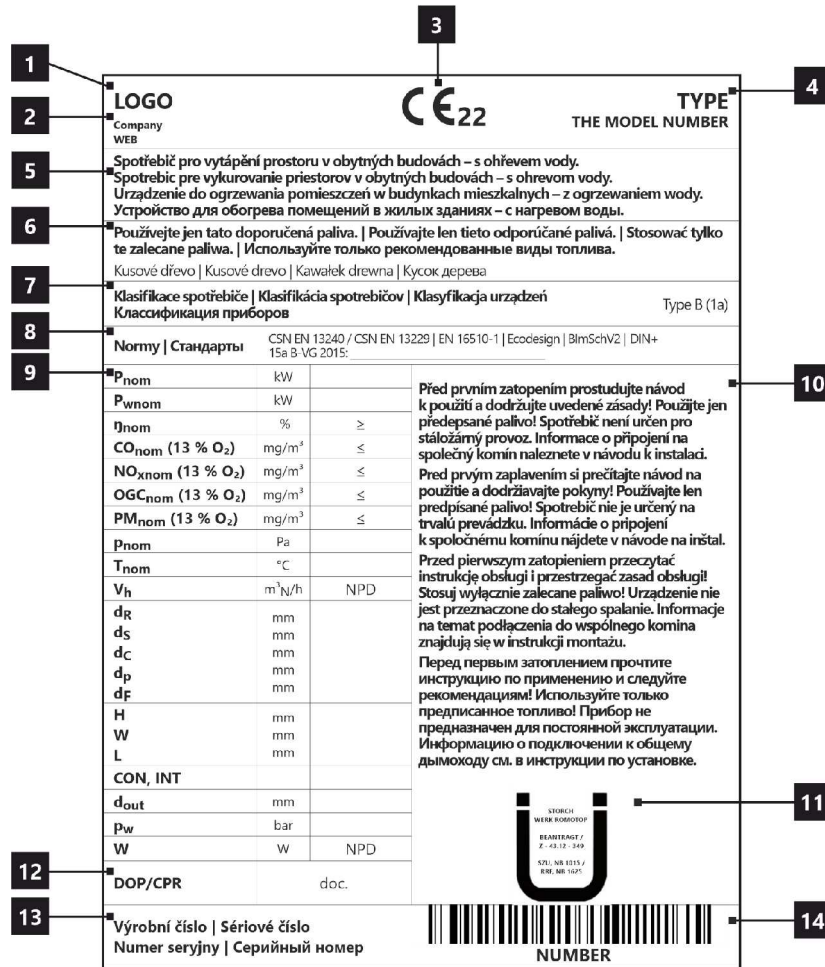 3
1
4
LOGO
CE 22
TYPE
2
Company
THE MODEL NUMBER
WEB
5
Spotřebič pro vytápění prostoru v obytných budovách – s ohřevem vody.
Spotrebic pre vykurovanie priestorov v obytných budovách – s ohrevom vody.
Urządzenie do ogrzewania pomieszczeń w budynkach mieszkalnych – z ogrzewaniem wody.
Устройство для обогрева помещений в жилых зданиях – с нагревом воды.
6
Používejte jen tato doporučená paliva. | Používajte len tieto odporúčané palivá. | Stosować tylko
te zalecane paliwa. | Используйте только рекомендованные виды топлива.
Kusové dřevo | Kusové drevo | Kawałek drewna | Кусок дерева
7
Klasifikace spotřebiče | Klasifikácia spotrebičov | Klasyfikacja urządzeń
Классификация приборов
Type B (1a)
8
Normy | Стандарты
CSN EN 13240 / CSN EN 13229 | EN 16510-1 | Ecodesign | BImSchV2 | DIN+
15a B-VG 2015:
9
Pnom kW
Pwnom kW
ηnom % ≥
COnom (13 % O₂) mg/m³ ≤
NOxnom (13 % O₂) mg/m³ ≤
OGCnom (13 % O₂) mg/m³ ≤
PMnom (13 % O₂) mg/m³ ≤
pnom Pa
Tnom °C
Vh m³N/h NPD
dR mm
dS mm
dC mm
dp mm
dF mm
H mm
W mm
L mm
CON, INT
dout mm
pw bar
W W NPD
10
Před prvním zatopením prostudujte návod
k použití a dodržujte uvedené zásady! Použijte jen
předepsané palivo! Spotřebič není určen pro
stáložárný provoz. Informace o připojení na
společný komín naleznete v návodu k instalaci.
Pred prvým zaplavením si prečítajte návod na
použitie a dodržiavajte pokyny! Používajte len
predpísané palivo! Spotrebič nie je určený na
trvalú prevádzku. Informácie o pripojení
k spoločnému komínu nájdete v návode na inštal.
Przed pierwszym zatopieniem przeczytać
instrukcję obsługi i przestrzegać zasad obsługi!
Stosuj wyłącznie zalecane paliwo! Urządzenie nie
jest przeznaczone do stałego spalanie. Informacje
na temat podłączenia do wspólnego komina
znajdują się w instrukcji montażu.
Перед первым затоплением прочтите
инструкцию по применению и следуйте
рекомендациям! Используйте только
предписанное топливо! Прибор не
предназначен для постоянной эксплуатации.
Информацию о подключении к общему
дымоходу см. в инструкции по установке.
11
STORCH
WERK ROMOTOP
BEANTRAGT /
Z - 43.12 - 349
SZU, NB 1015 /
RRF, NB 1625
12
DOP/CPR doc.
13
Výrobní číslo | Sériové číslo
Numer seryjny | Серийный номер
14
NUMBER